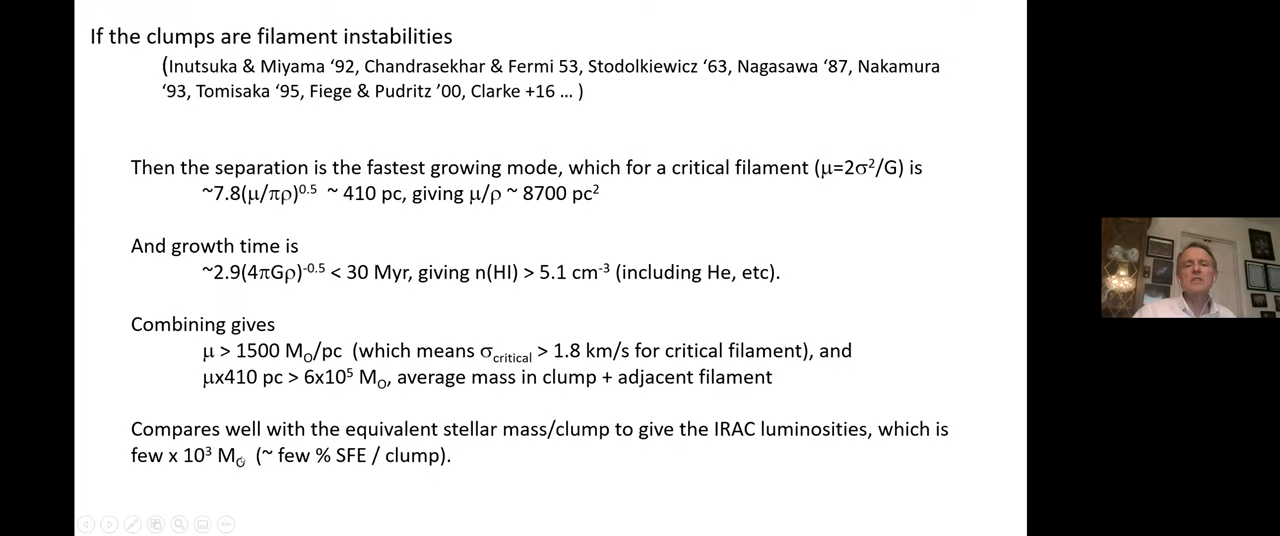 If the clumps are filament instabilities
(Inutsuka & Miyama ‘92, Chandrasekhar & Fermi 53, Stodolkiewicz ‘63, Nagasawa ‘87, Nakamura
‘93, Tomisaka ‘95, Fiege & Pudritz ’00, Clarke +16 … )
Then the separation is the fastest growing mode, which for a critical filament (μ=2σ²/G) is
~7.8(μ/πρ)⁰·⁵ ~ 410 pc, giving μ/ρ ~ 8700 pc²
And growth time is
~2.9(4πGρ)⁻⁰·⁵ < 30 Myr, giving n(HI) > 5.1 cm⁻³ (including He, etc).
Combining gives
μ > 1500 M_O/pc (which means σ_critical > 1.8 km/s for critical filament), and
μx410 pc > 6x10⁵ M_O, average mass in clump + adjacent filament
Compares well with the equivalent stellar mass/clump to give the IRAC luminosities, which is
few x 10³ M_O (~ few % SFE / clump).